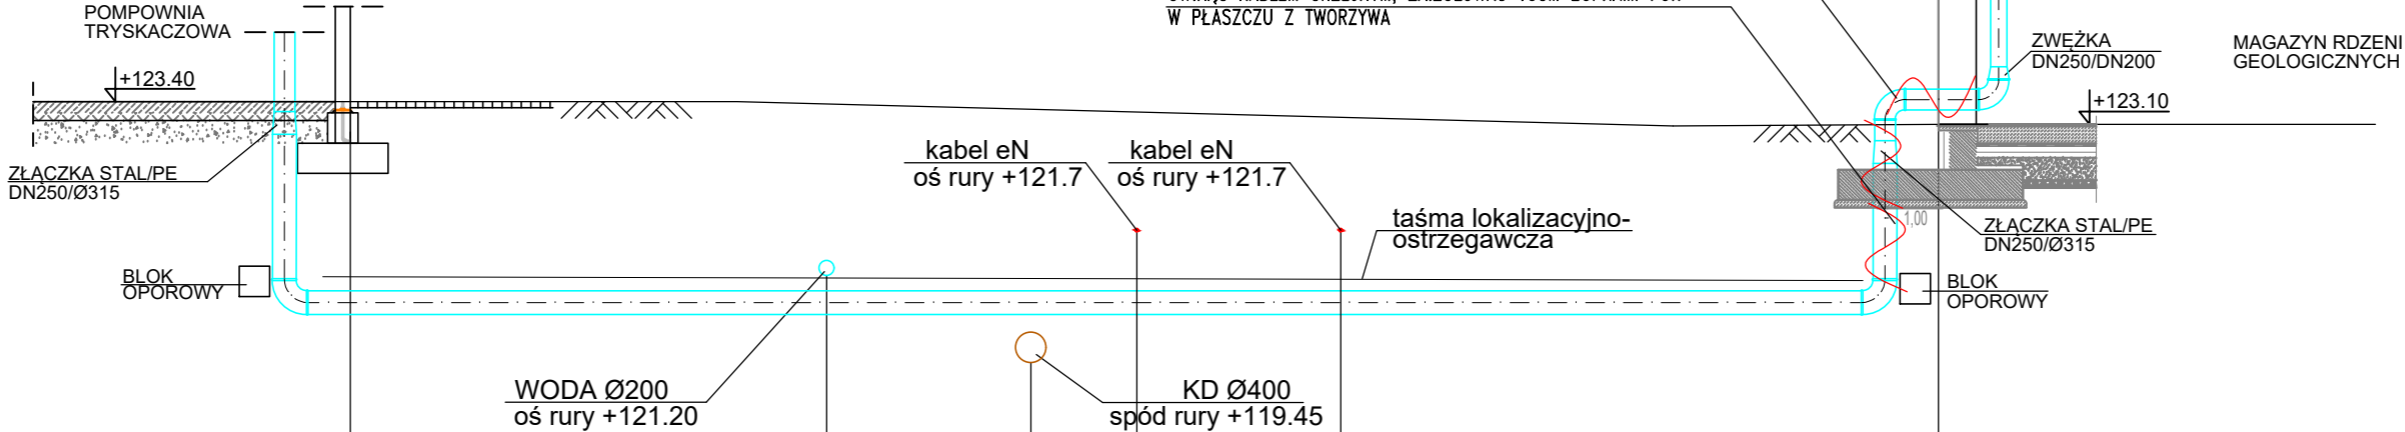 POMPOWNIA
TRYSKACZOWA
+123.40
ZŁĄCZKA STAL/PE
DN250/Ø315
BLOK
OPOROWY
W PŁASZCZU Z TWORZYWA
kabel eN
oś rury +121.7
kabel eN
oś rury +121.7
taśma lokalizacyjno-
ostrzegawcza
WODA Ø200
oś rury +121.20
KD Ø400
spód rury +119.45
ZWĘŻKA
DN250/DN200
MAGAZYN RDZENI
GEOLOGICZNYCH
+123.10
1,00
ZŁĄCZKA STAL/PE
DN250/Ø315
BLOK
OPOROWY